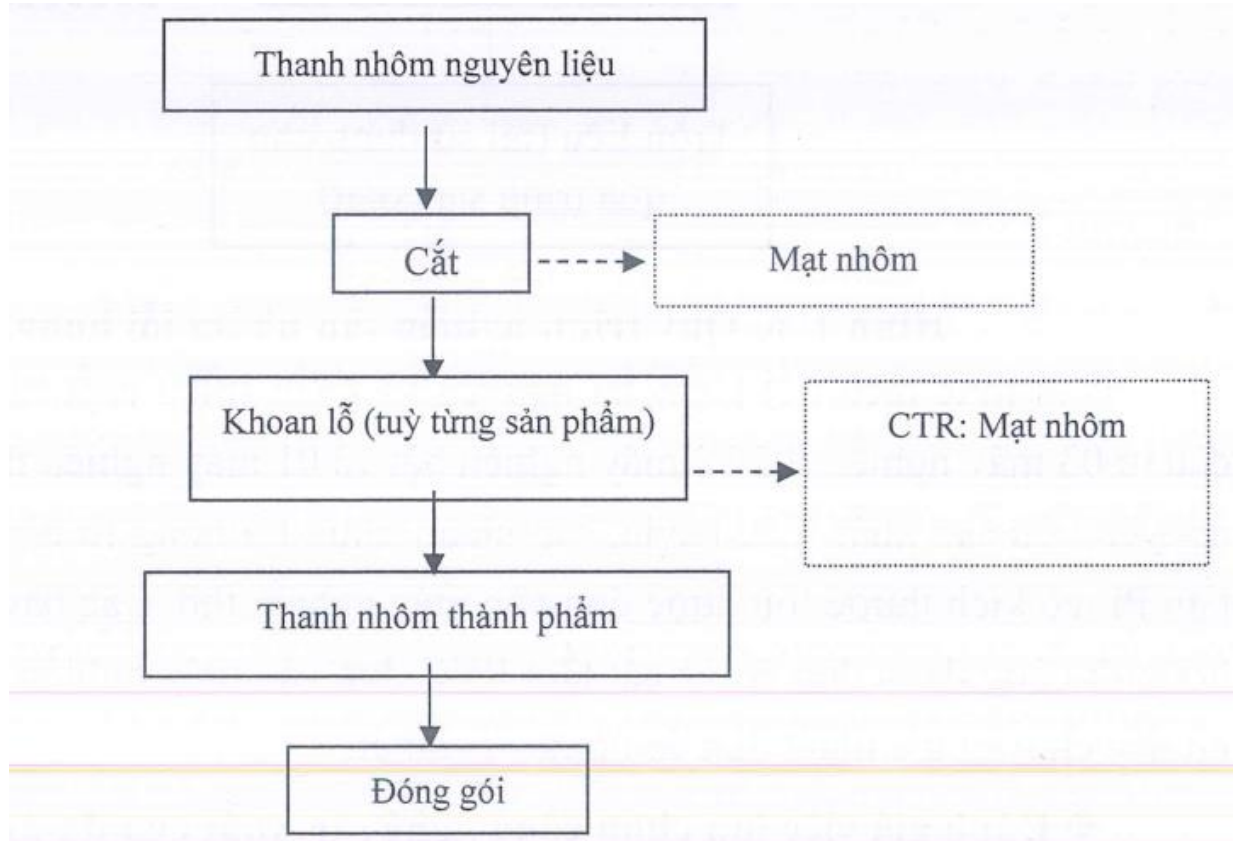 Thanh nhôm nguyên liệu
Cắt
Mạt nhôm
Khoan lỗ (tuỳ từng sản phẩm)
CTR: Mạt nhôm
Thanh nhôm thành phẩm
Đóng gói